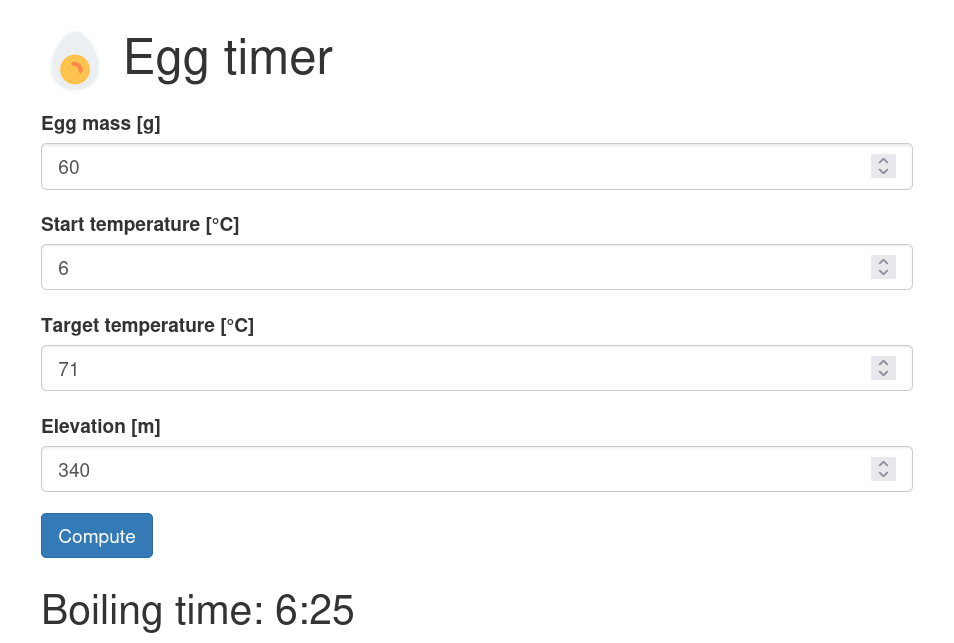 Egg timer
Egg mass [g]
60
Start temperature [°C]
6
Target temperature [°C]
71
Elevation [m]
340
Compute
Boiling time: 6:25